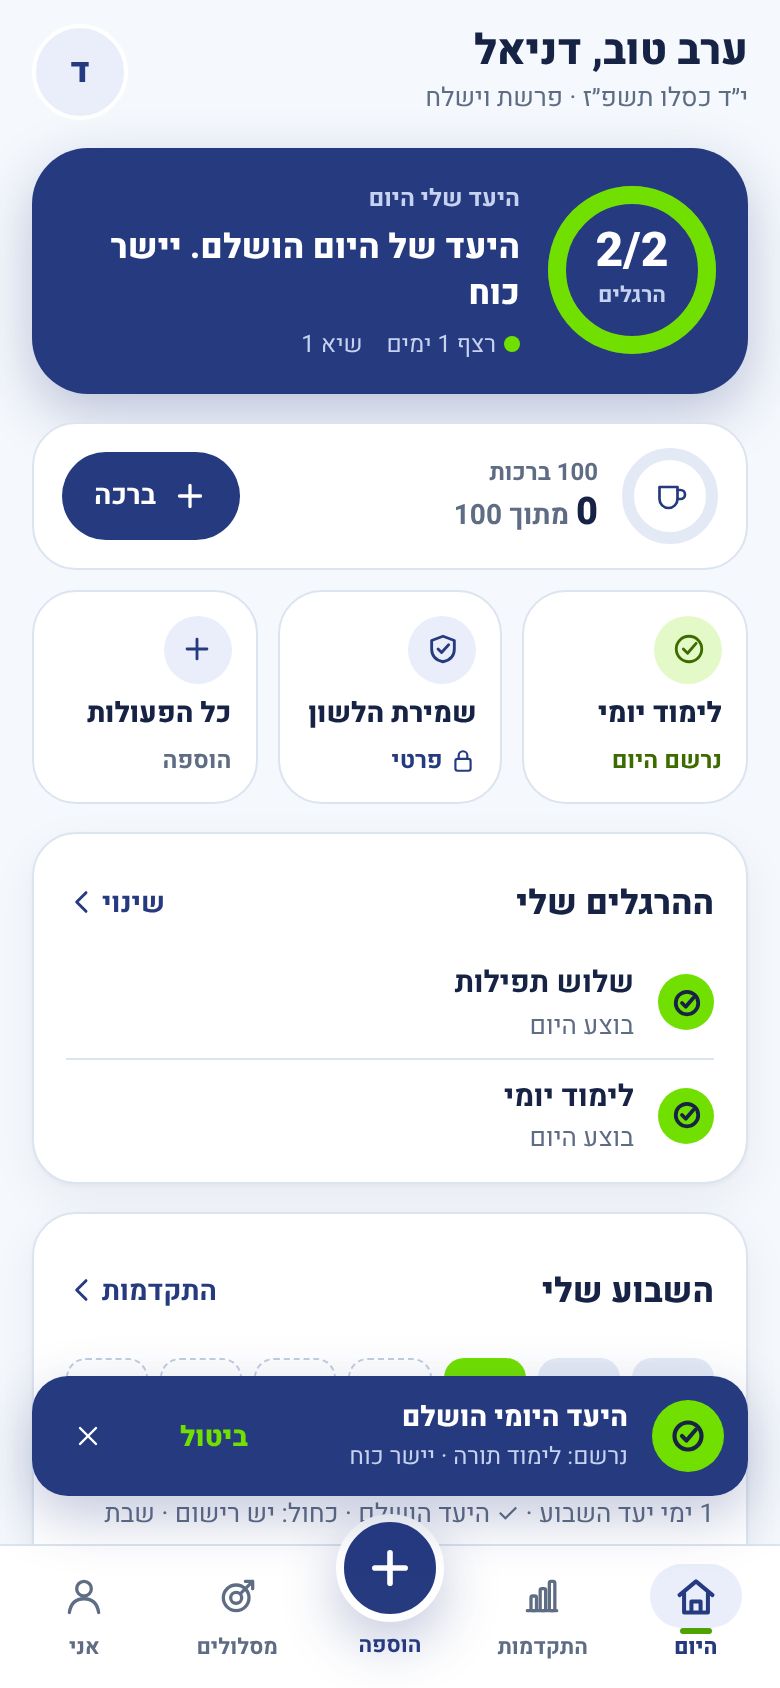 ערב טוב, דניאל
ד
י״ד כסלו תשפ״ז · פרשת וישלח
היעד שלי היום
היעד של היום הושלם. יישר
כוח
רצף 1 ימים
שיא 1
2/2
הרגלים
100 ברכות
0 מתוך 100
ברכה
לימוד יומי
נרשם היום
שמירת הלשון
פרטי
כל הפעולות
הוספה
ההרגלים שלי
שינוי
שלוש תפילות
בוצע היום
לימוד יומי
בוצע היום
השבוע שלי
התקדמות
היעד היומי הושלם
נרשם: לימוד תורה · יישר כוח
ביטול
1 ימי יעד השבוע · ✓ היעד הושלם · כחול: יש רישום · שבת
היום
התקדמות
הוספה
מסלולים
אני